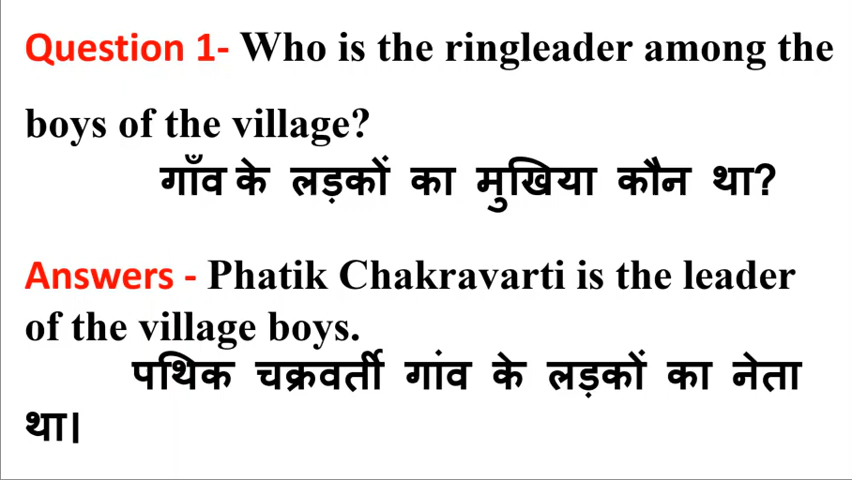 Question 1- Who is the ringleader among the
boys of the village?
गाँव के लड़कों का मुखिया कौन था?
Answers - Phatik Chakravarti is the leader
of the village boys.
पथिक चक्रवर्ती गांव के लड़कों का नेता
था।